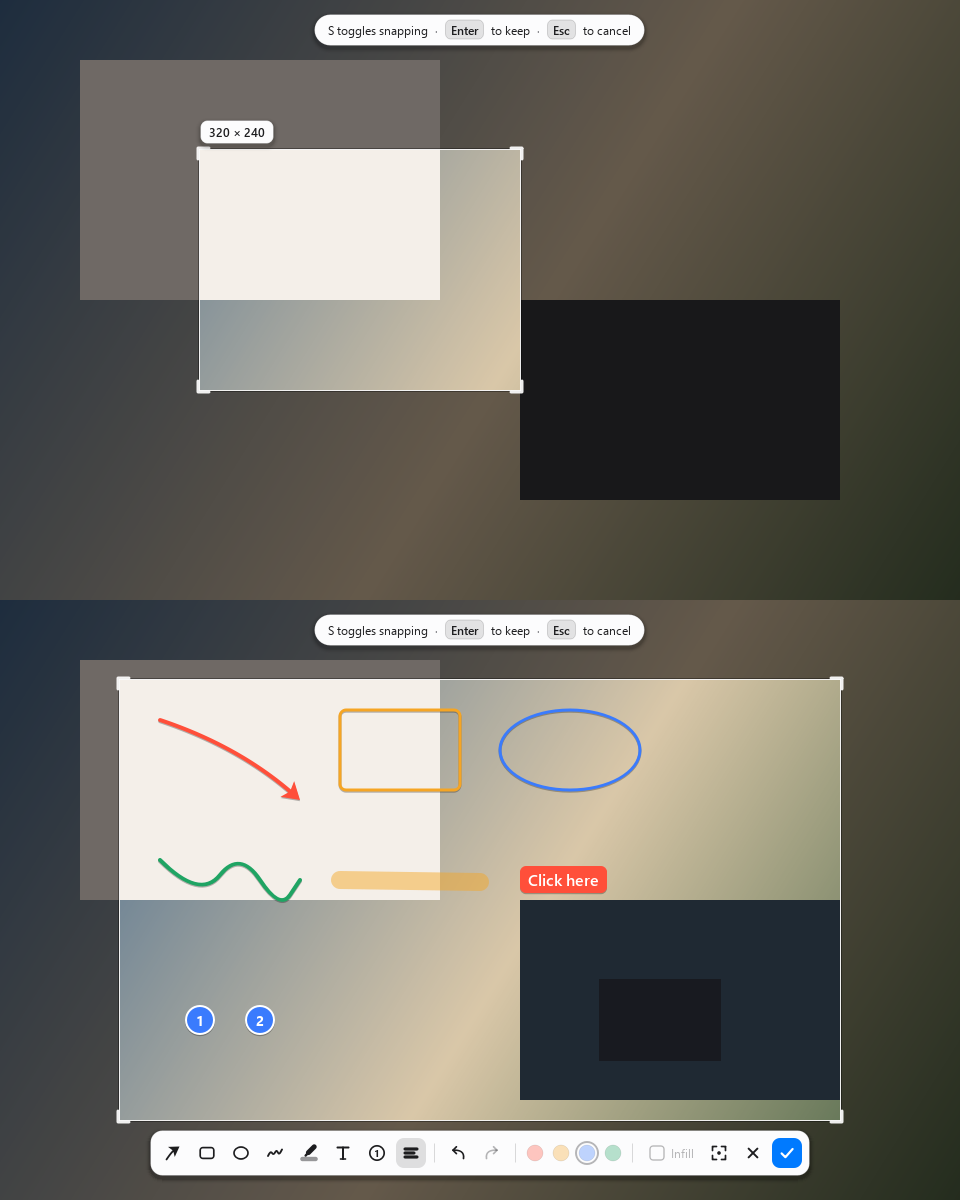 S toggles snapping · Enter to keep · Esc to cancel
320 × 240
S toggles snapping · Enter to keep · Esc to cancel
Click here
1 2
1 Infill